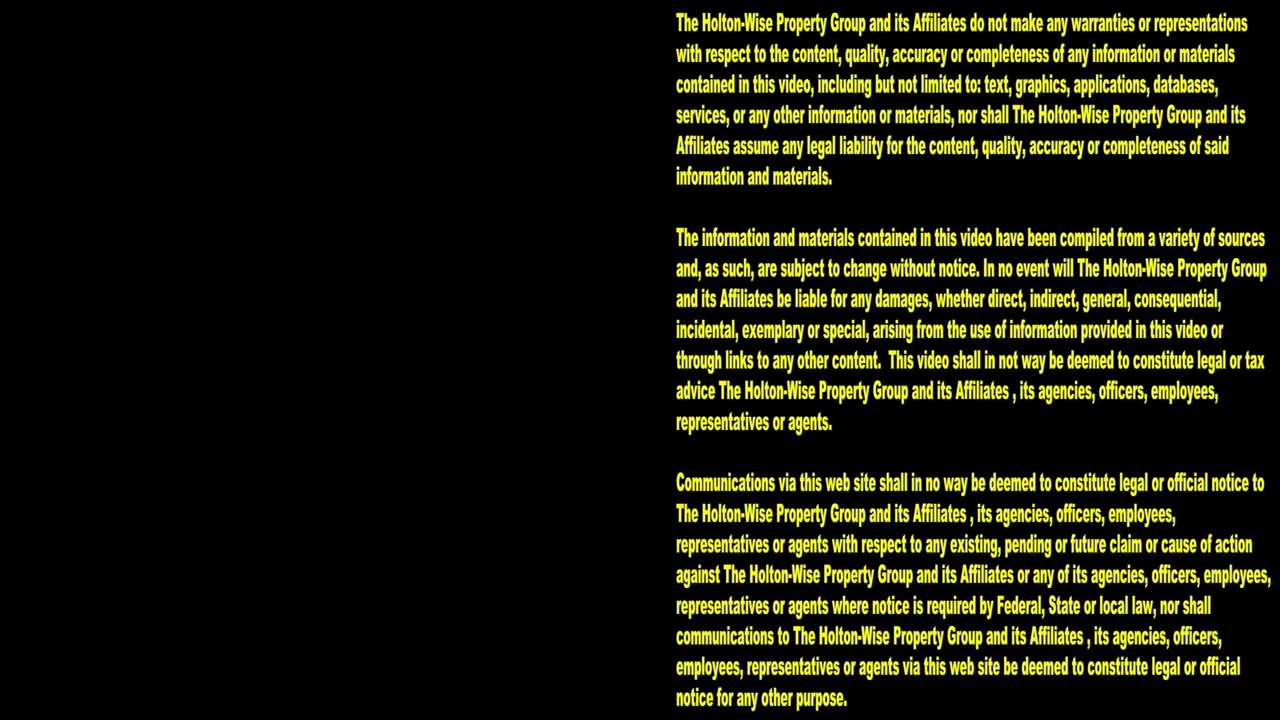 The Holton-Wise Property Group and its Affiliates do not make any warranties or representations
with respect to the content, quality, accuracy or completeness of any information or materials
contained in this video, including but not limited to: text, graphics, applications, databases,
services, or any other information or materials, nor shall The Holton-Wise Property Group and its
Affiliates assume any legal liability for the content, quality, accuracy or completeness of said
information and materials.
The information and materials contained in this video have been compiled from a variety of sources
and, as such, are subject to change without notice. In no event will The Holton-Wise Property Group
and its Affiliates be liable for any damages, whether direct, indirect, general, consequential,
incidental, exemplary or special, arising from the use of information provided in this video or
through links to any other content.  This video shall in not way be deemed to constitute legal or tax
advice The Holton-Wise Property Group and its Affiliates , its agencies, officers, employees,
representatives or agents.
Communications via this web site shall in no way be deemed to constitute legal or official notice to
The Holton-Wise Property Group and its Affiliates , its agencies, officers, employees,
representatives or agents with respect to any existing, pending or future claim or cause of action
against The Holton-Wise Property Group and its Affiliates or any of its agencies, officers, employees,
representatives or agents where notice is required by Federal, State or local law, nor shall
communications to The Holton-Wise Property Group and its Affiliates , its agencies, officers,
employees, representatives or agents via this web site be deemed to constitute legal or official
notice for any other purpose.